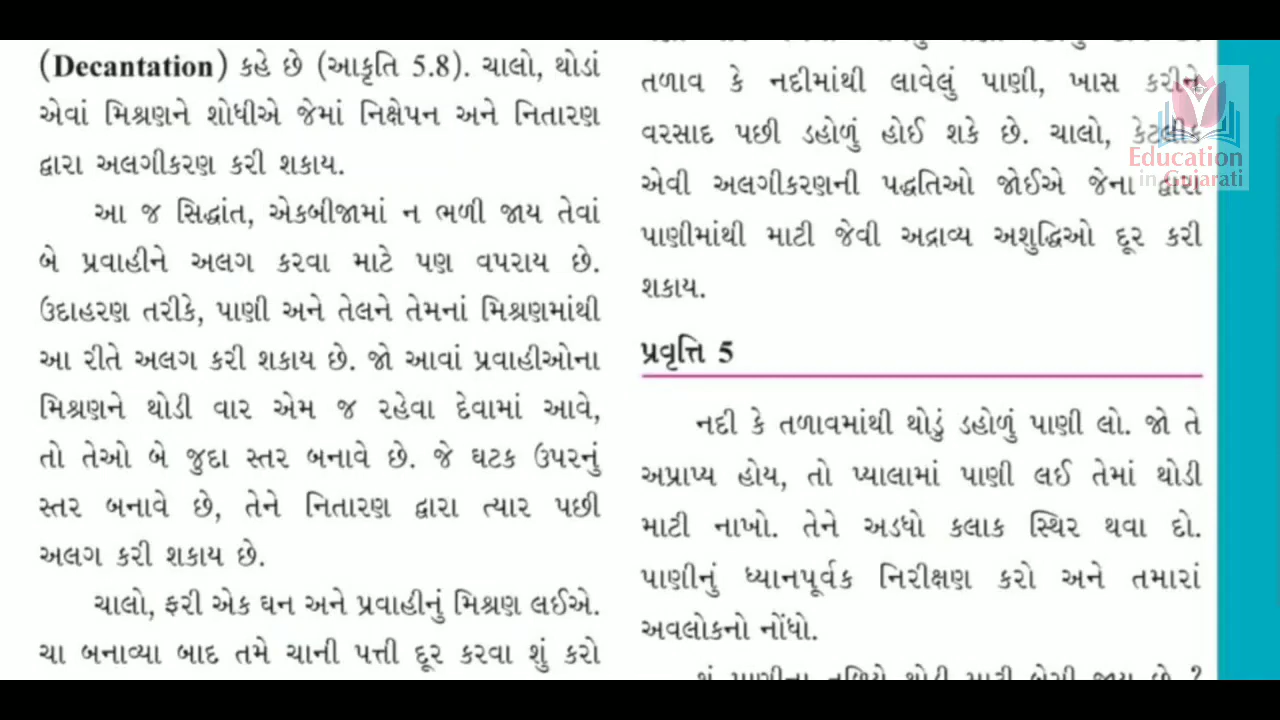 (Decantation) કહે છે (આકૃતિ 5.8). ચાલો, થોડાં
એવાં મિશ્રણને શોધીએ જેમાં નિક્ષેપન અને નિતારણ
દ્વારા અલગીકરણ કરી શકાય.
આ જ સિદ્ધાંત, એકબીજામાં ન ભળી જાય તેવાં
બે પ્રવાહીને અલગ કરવા માટે પણ વપરાય છે.
ઉદાહરણ તરીકે, પાણી અને તેલને તેમનાં મિશ્રણમાંથી
આ રીતે અલગ કરી શકાય છે. જો આવાં પ્રવાહીઓના
મિશ્રણને થોડી વાર એમ જ રહેવા દેવામાં આવે,
તો તેઓ બે જુદા સ્તર બનાવે છે. જે ઘટક ઉપરનું
સ્તર બનાવે છે, તેને નિતારણ દ્વારા ત્યાર પછી
અલગ કરી શકાય છે.
ચાલો, ફરી એક ઘન અને પ્રવાહીનું મિશ્રણ લઈએ.
ચા બનાવ્યા બાદ તમે ચાની પત્તી દૂર કરવા શું કરો
તળાવ કે નદીમાંથી લાવેલું પાણી, ખાસ કરીને
વરસાદ પછી ડહોળું હોઈ શકે છે. ચાલો, કેટલીક
એવી અલગીકરણની પદ્ધતિઓ જોઈએ જેના દ્વારા
પાણીમાંથી માટી જેવી અદ્રાવ્ય અશુદ્ધિઓ દૂર કરી
શકાય.
પ્રવૃત્તિ 5
નદી કે તળાવમાંથી થોડું ડહોળું પાણી લો. જો તે
અપ્રાપ્ય હોય, તો પ્યાલામાં પાણી લઈ તેમાં થોડી
માટી નાખો. તેને અડધો કલાક સ્થિર થવા દો.
પાણીનું ધ્યાનપૂર્વક નિરીક્ષણ કરો અને તમારાં
અવલોકનો નોંધો.
શું પાણીના તળિયે થોડી માટી બેસી જાય છે ?
Education
in Gujarati